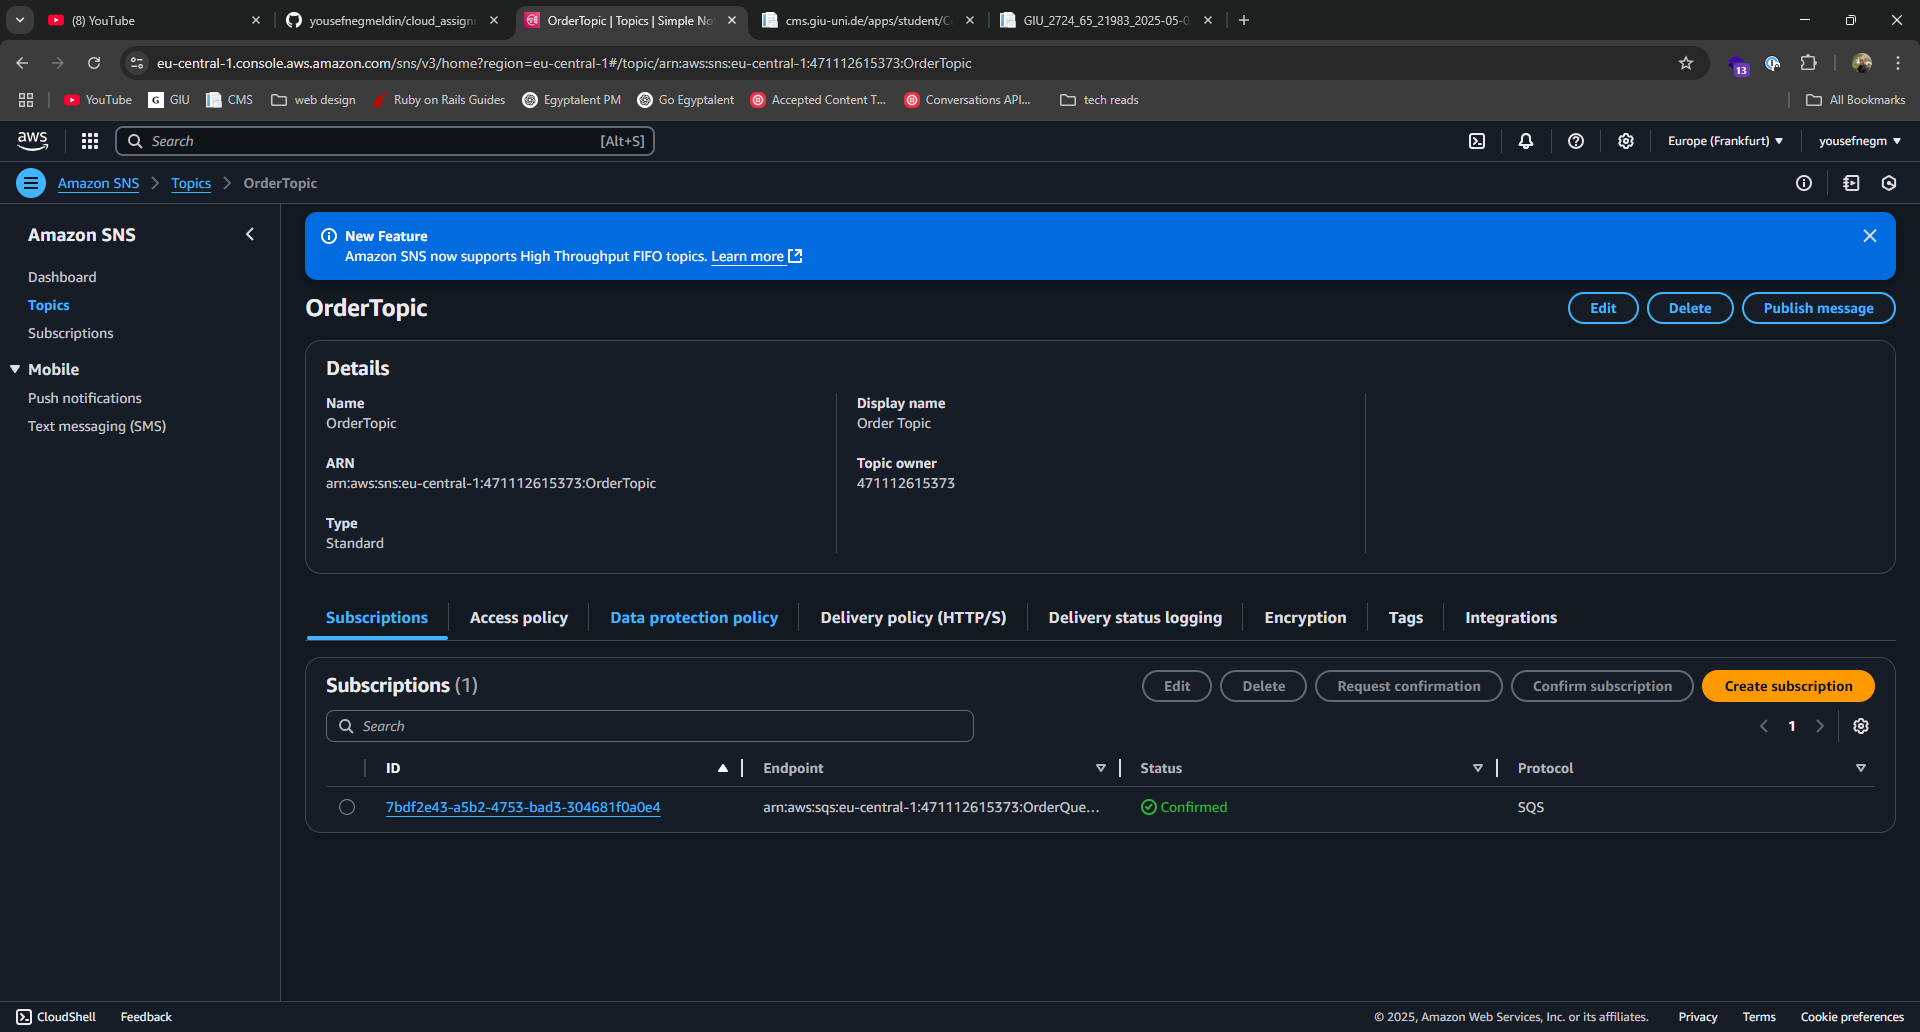 (8) YouTube
yousefnegmeldin/cloud_assignm
OrderTopic | Topics | Simple No
cms.giu-uni.de/apps/student/C
GIU_2724_65_21983_2025-05-0
eu-central-1.console.aws.amazon.com/sns/v3/home?region=eu-central-1#/topic/arn:aws:sns:eu-central-1:471112615373:OrderTopic
13
YouTube
G GIU
CMS
web design
Ruby on Rails Guides
Egyptalent PM
Go Egyptalent
Accepted Content T...
Conversations API...
tech reads
All Bookmarks
aws
Search [Alt+S]
Europe (Frankfurt)
yousefnegm
Amazon SNS
Topics
OrderTopic
Amazon SNS
Dashboard
Topics
Subscriptions
Mobile
Push notifications
Text messaging (SMS)
New Feature
Amazon SNS now supports High Throughput FIFO topics. Learn more
OrderTopic
Edit
Delete
Publish message
Details
Name
OrderTopic
ARN
arn:aws:sns:eu-central-1:471112615373:OrderTopic
Type
Standard
Display name
Order Topic
Topic owner
471112615373
Subscriptions
Access policy
Data protection policy
Delivery policy (HTTP/S)
Delivery status logging
Encryption
Tags
Integrations
Subscriptions (1)
Edit
Delete
Request confirmation
Confirm subscription
Create subscription
Search
1
ID
Endpoint
Status
Protocol
7bdf2e43-a5b2-4753-bad3-304681f0a0e4
arn:aws:sqs:eu-central-1:471112615373:OrderQue...
Confirmed
SQS
CloudShell
Feedback
© 2025, Amazon Web Services, Inc. or its affiliates.
Privacy
Terms
Cookie preferences